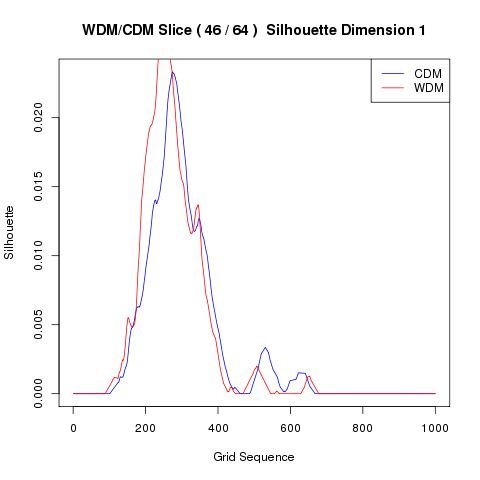 WDM/CDM Slice ( 46 / 64 )  Silhouette Dimension 1
CDM
WDM
Silhouette
0.020
0.015
0.010
0.005
0.000
0
200
400
600
800
1000
Grid Sequence